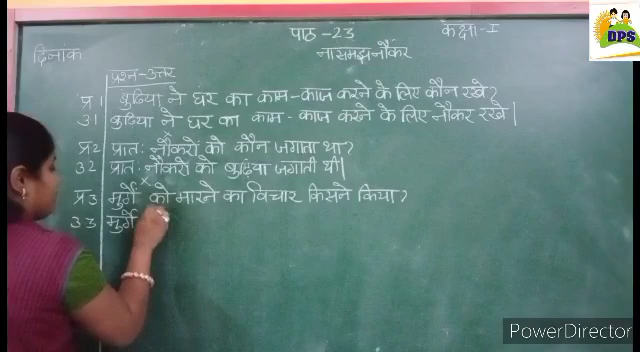 पाठ -23 कक्षा-I
DPS
दिनांक नासमझ नौकर
प्रश्न-उत्तर
प्र1 बुढ़िया ने घर का काम-काज करने के लिए कौन रखे?
उ1 बुढ़िया ने घर का काम-काज करने के लिए नौकर रखे|
प्र2 प्रातः नौकरों को कौन जगाता था?
उ2 प्रातः नौकरों को बुढ़िया जगाती थी|
प्र3 मुर्गे को मारने का विचार किसने किया?
उ3 मुर्गे
PowerDirector